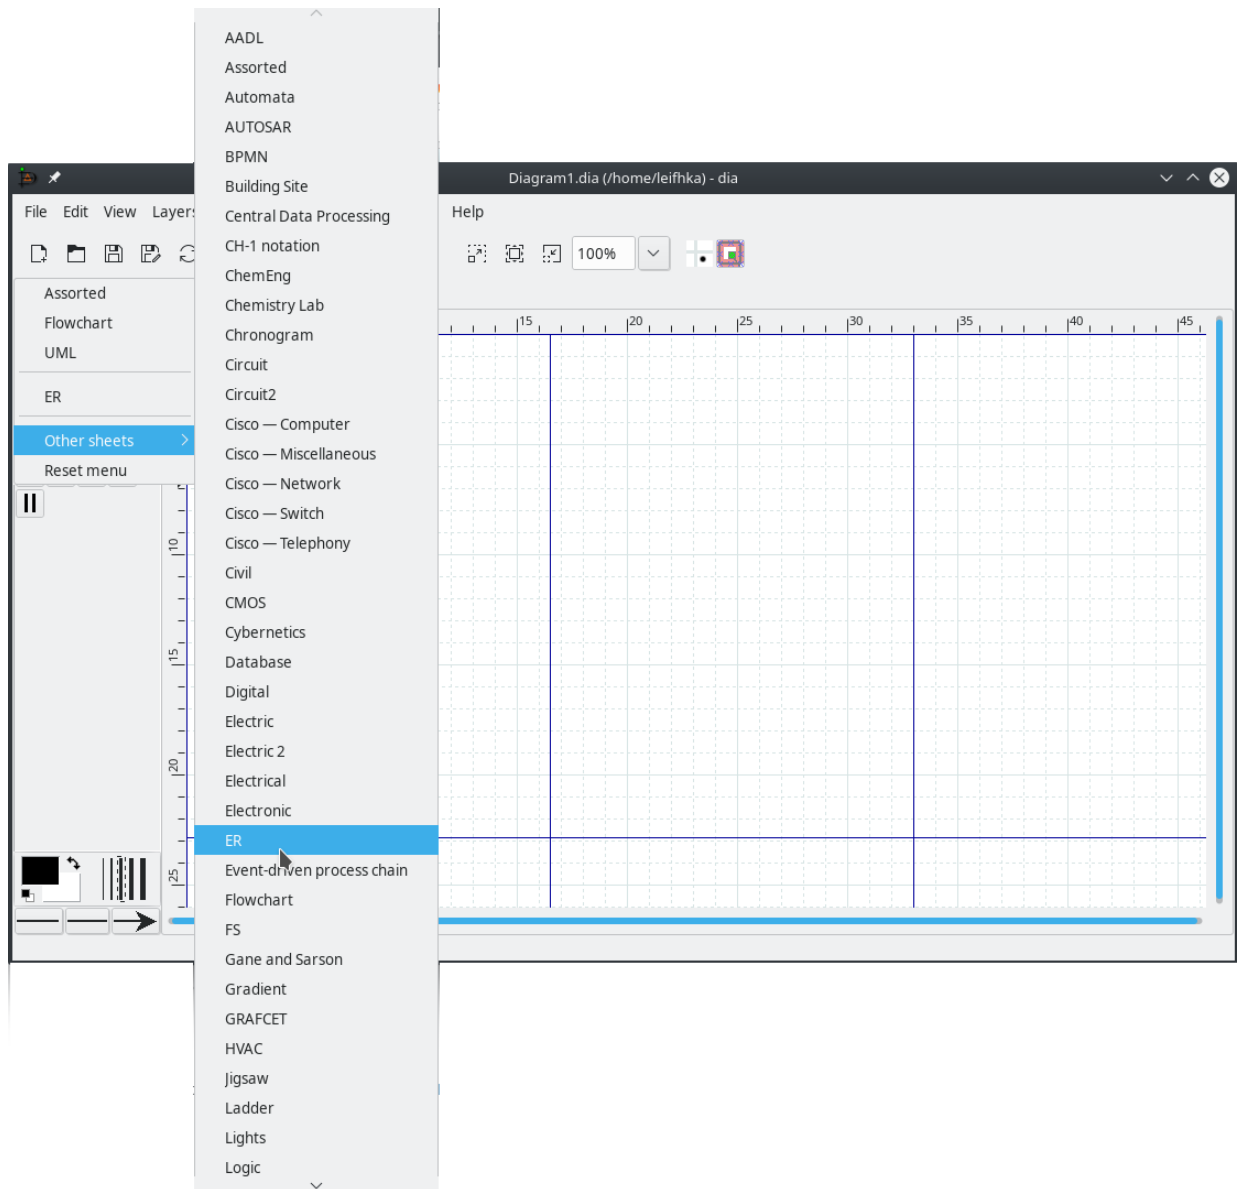 AADL
Assorted
Automata
AUTOSAR
BPMN
Building Site
Central Data Processing
CH-1 notation
ChemEng
Chemistry Lab
Chronogram
Circuit
Circuit2
Cisco — Computer
Cisco — Miscellaneous
Cisco — Network
Cisco — Switch
Cisco — Telephony
Civil
CMOS
Cybernetics
Database
Digital
Electric
Electric 2
Electrical
Electronic
ER
Event-driven process chain
Flowchart
FS
Gane and Sarson
Gradient
GRAFCET
HVAC
Jigsaw
Ladder
Lights
Logic
Diagram1.dia (/home/leifhka) - dia
File Edit View Layers Help
100%
Assorted
Flowchart
UML
ER
Other sheets
Reset menu
15 20 25 30 35 40 45
10
15
20
25